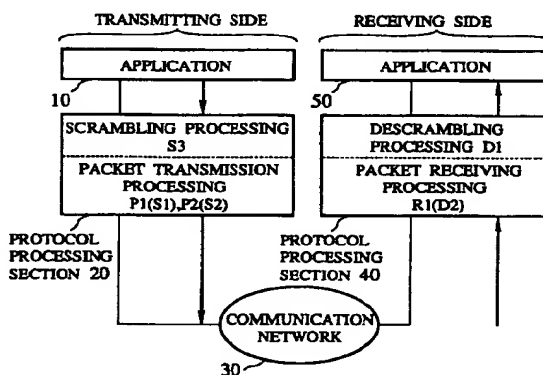 TRANSMITTING SIDE
APPLICATION
10
SCRAMBLING PROCESSING
S3
PACKET TRANSMISSION
PROCESSING
P1(S1),P2(S2)
PROTOCOL
PROCESSING
SECTION 20
RECEIVING SIDE
APPLICATION
50
DESCRAMBLING
PROCESSING D1
PACKET RECEIVING
PROCESSING
R1(D2)
PROTOCOL
PROCESSING
SECTION 40
COMMUNICATION
NETWORK
30